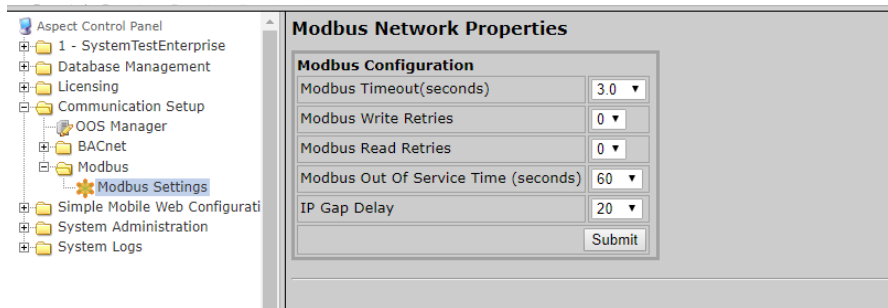 Aspect Control Panel
1 - SystemTestEnterprise
Database Management
Licensing
Communication Setup
OOS Manager
BACnet
Modbus
Modbus Settings
Simple Mobile Web Configurati
System Administration
System Logs
Modbus Network Properties
Modbus Configuration
Modbus Timeout(seconds) 3.0
Modbus Write Retries 0
Modbus Read Retries 0
Modbus Out Of Service Time (seconds) 60
IP Gap Delay 20
Submit